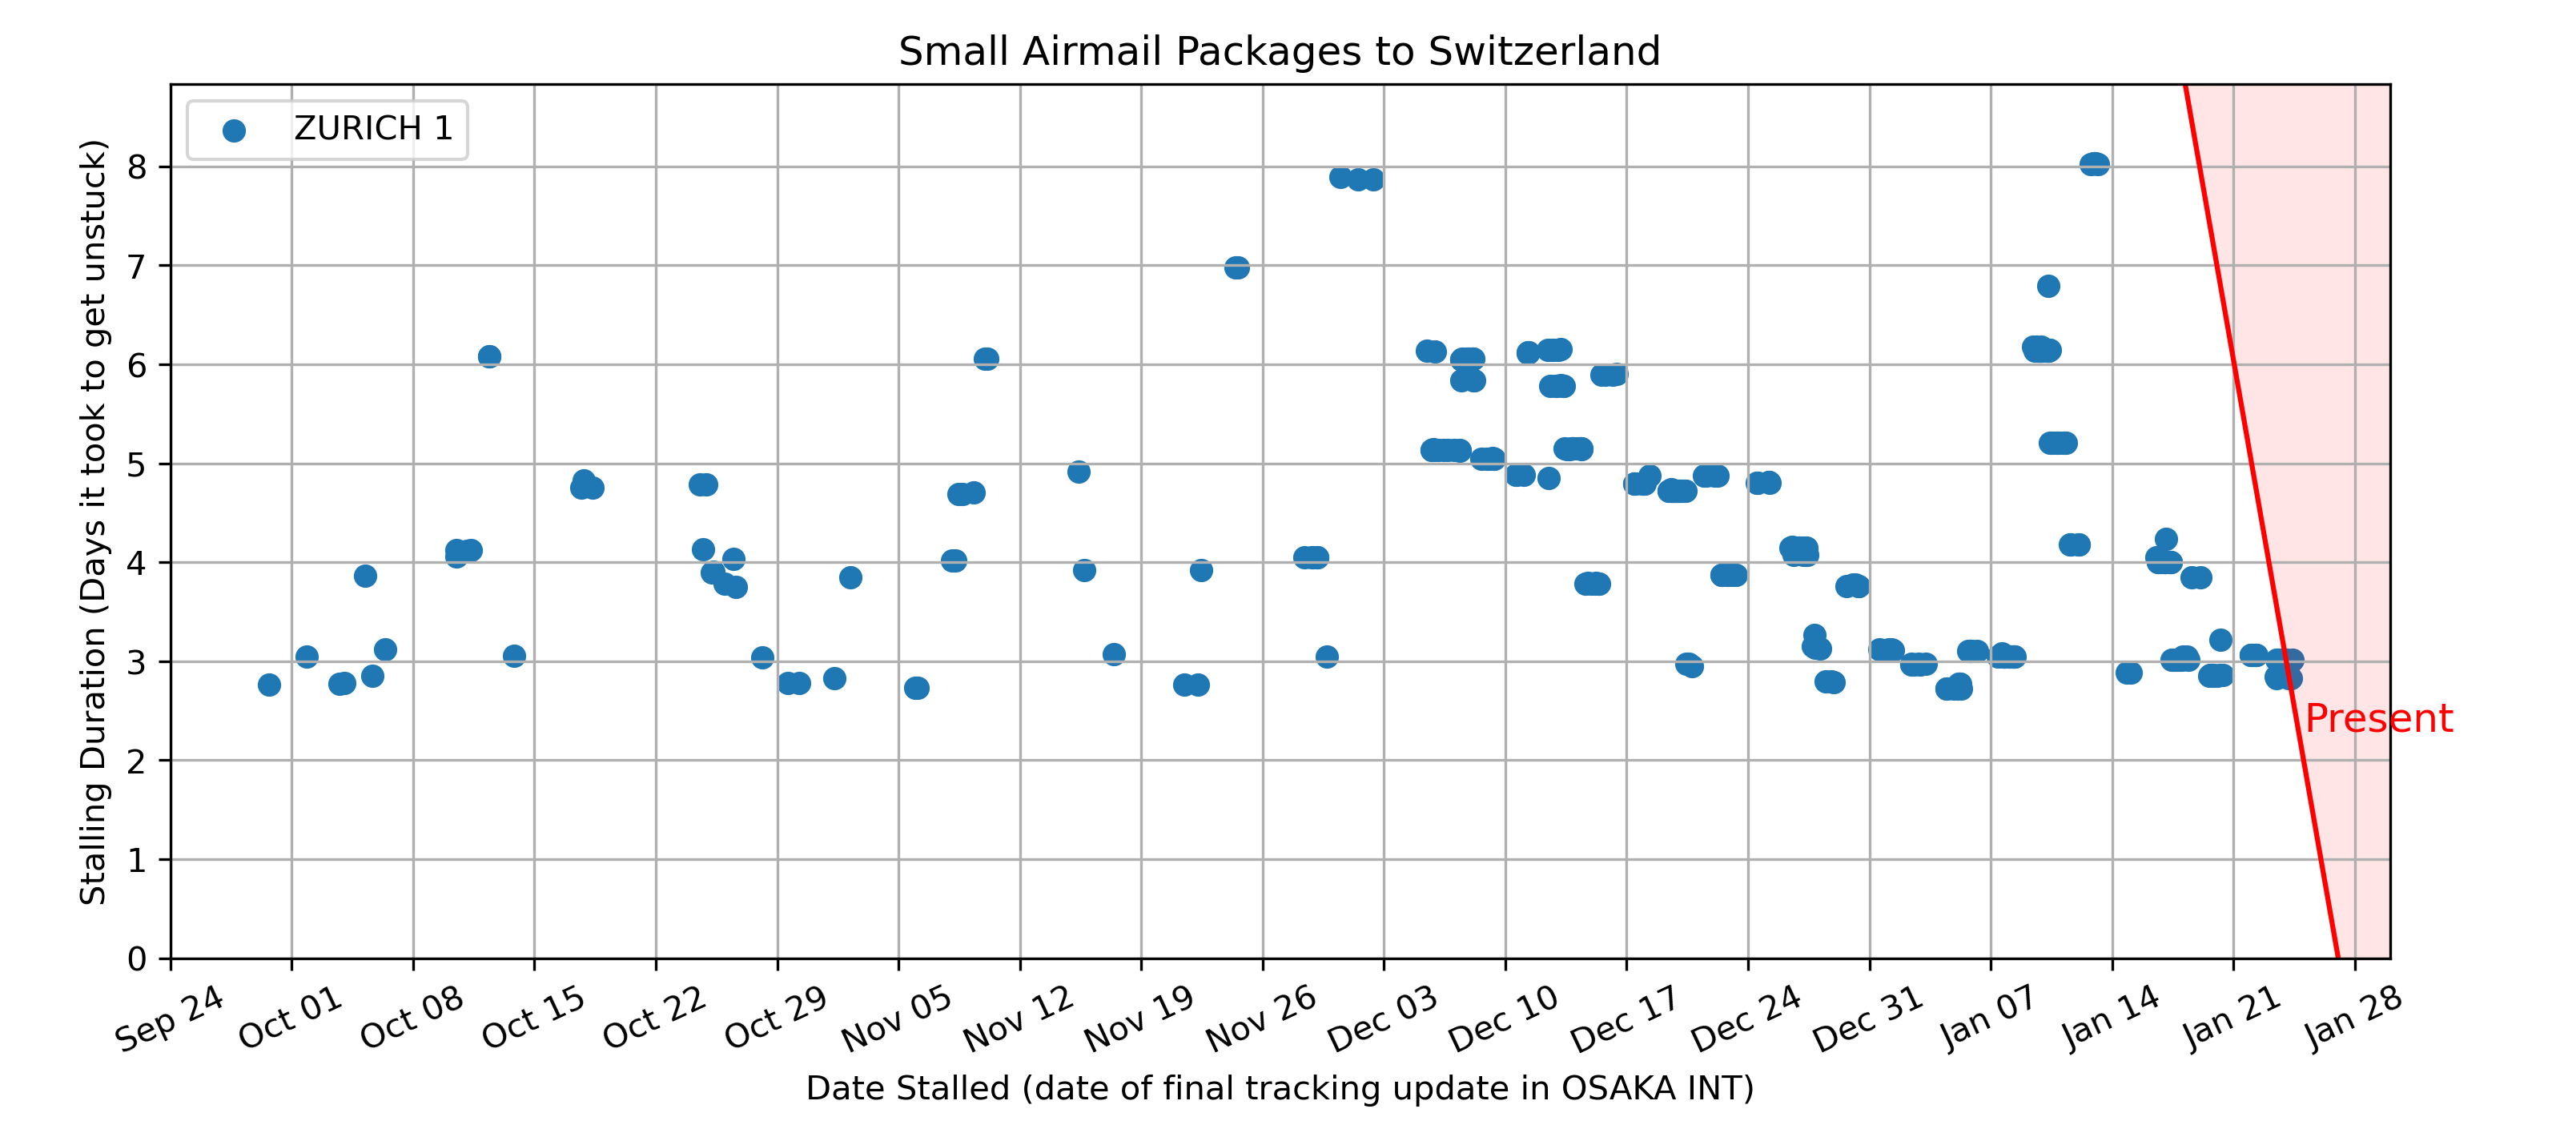 Small Airmail Packages to Switzerland
ZURICH 1
Stalling Duration (Days it took to get unstuck)
8
7
6
5
4
3
2
1
0
Present
Sep 24
Oct 01
Oct 08
Oct 15
Oct 22
Oct 29
Nov 05
Nov 12
Nov 19
Nov 26
Dec 03
Dec 10
Dec 17
Dec 24
Dec 31
Jan 07
Jan 14
Jan 21
Jan 28
Date Stalled (date of final tracking update in OSAKA INT)